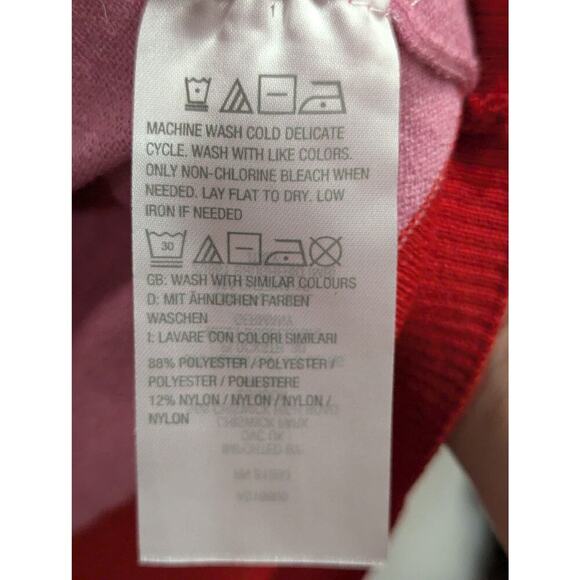 1
MACHINE WASH COLD DELICATE
CYCLE. WASH WITH LIKE COLORS.
ONLY NON-CHLORINE BLEACH WHEN
NEEDED. LAY FLAT TO DRY. LOW
IRON IF NEEDED
30
GB: WASH WITH SIMILAR COLOURS
D: MIT ÄHNLICHEN FARBEN
WASCHEN
I: LAVARE CON COLORI SIMILARI
88% POLYESTER / POLYESTER /
POLYESTER / POLIESTERE
12% NYLON / NYLON / NYLON /
NYLON